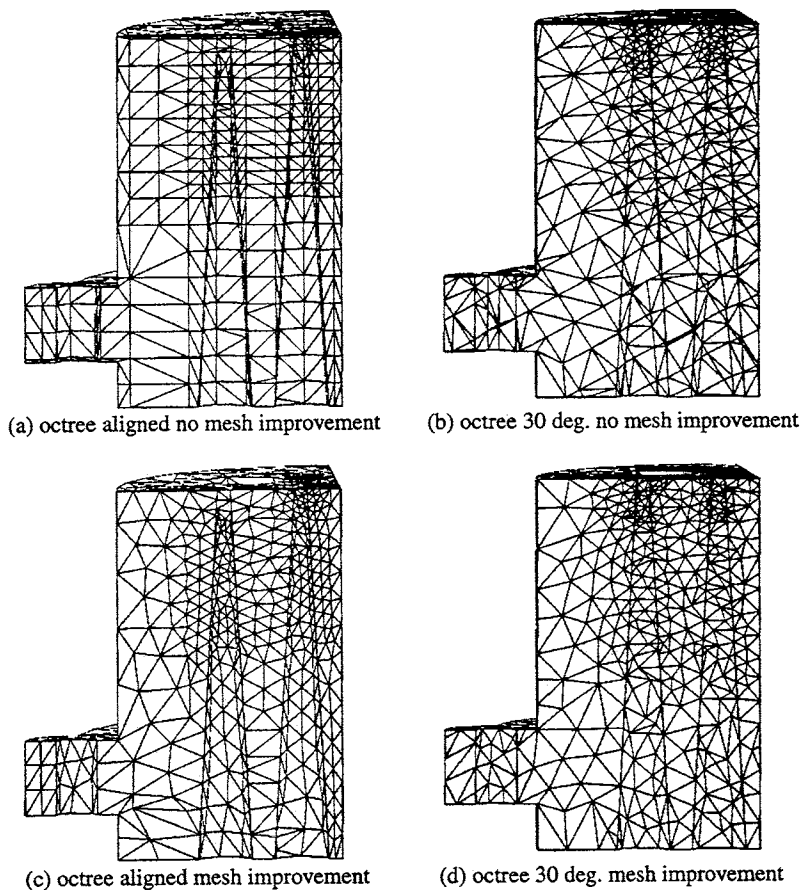 (a) octree aligned no mesh improvement
(b) octree 30 deg. no mesh improvement
(c) octree aligned mesh improvement
(d) octree 30 deg. mesh improvement